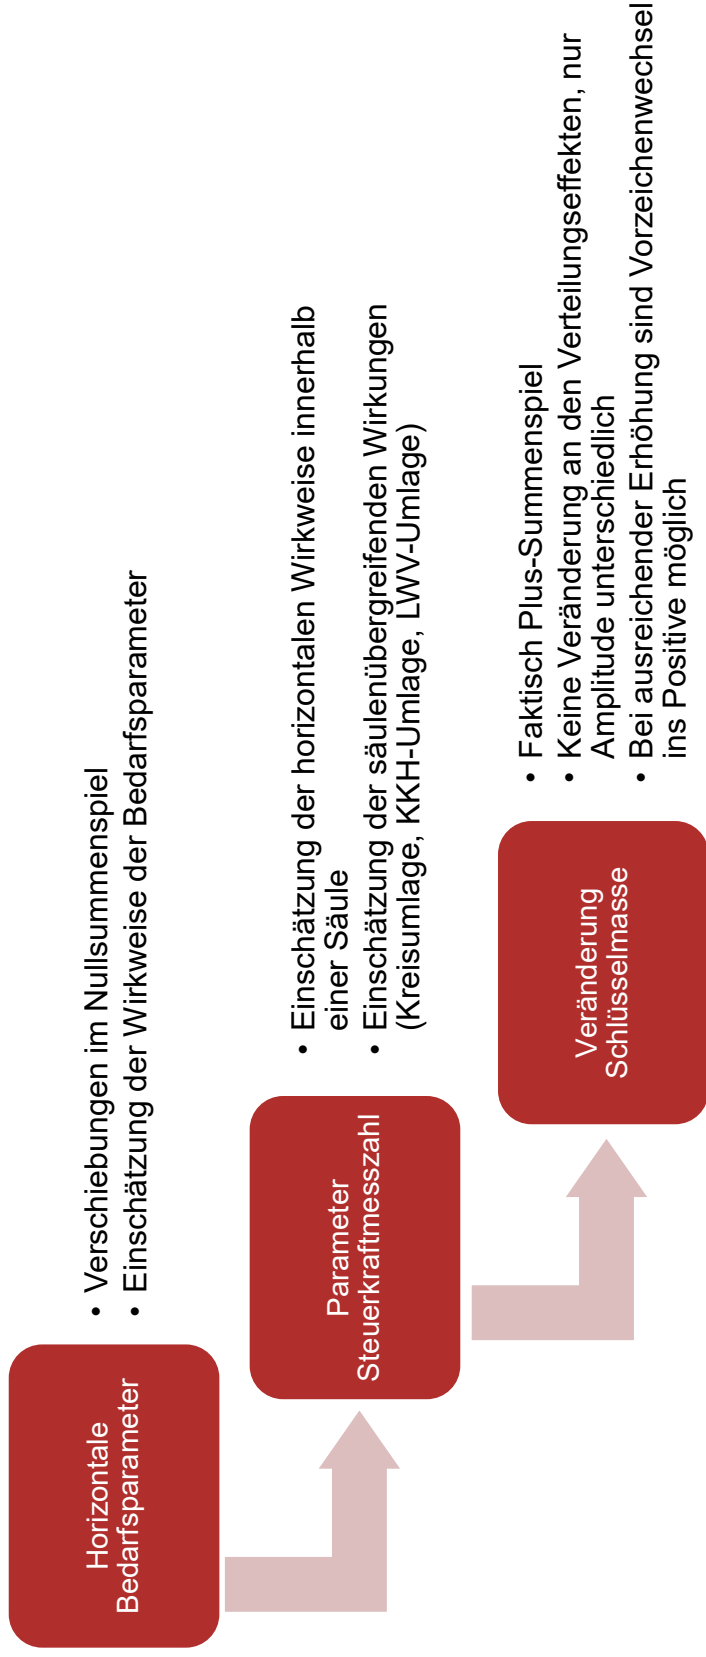 Horizontale
Bedarfsparameter
• Verschiebungen im Nullsummenspiel
• Einschätzung der Wirkweise der Bedarfsparameter
Parameter
Steuerkraftmesszahl
• Einschätzung der horizontalen Wirkweise innerhalb
einer Säule
• Einschätzung der säulenübergreifenden Wirkungen
(Kreisumlage, KKH-Umlage, LWV-Umlage)
Veränderung
Schlüsselmasse
• Faktisch Plus-Summenspiel
• Keine Veränderung an den Verteilungseffekten, nur
Amplitude unterschiedlich
• Bei ausreichender Erhöhung sind Vorzeichenwechsel
ins Positive möglich